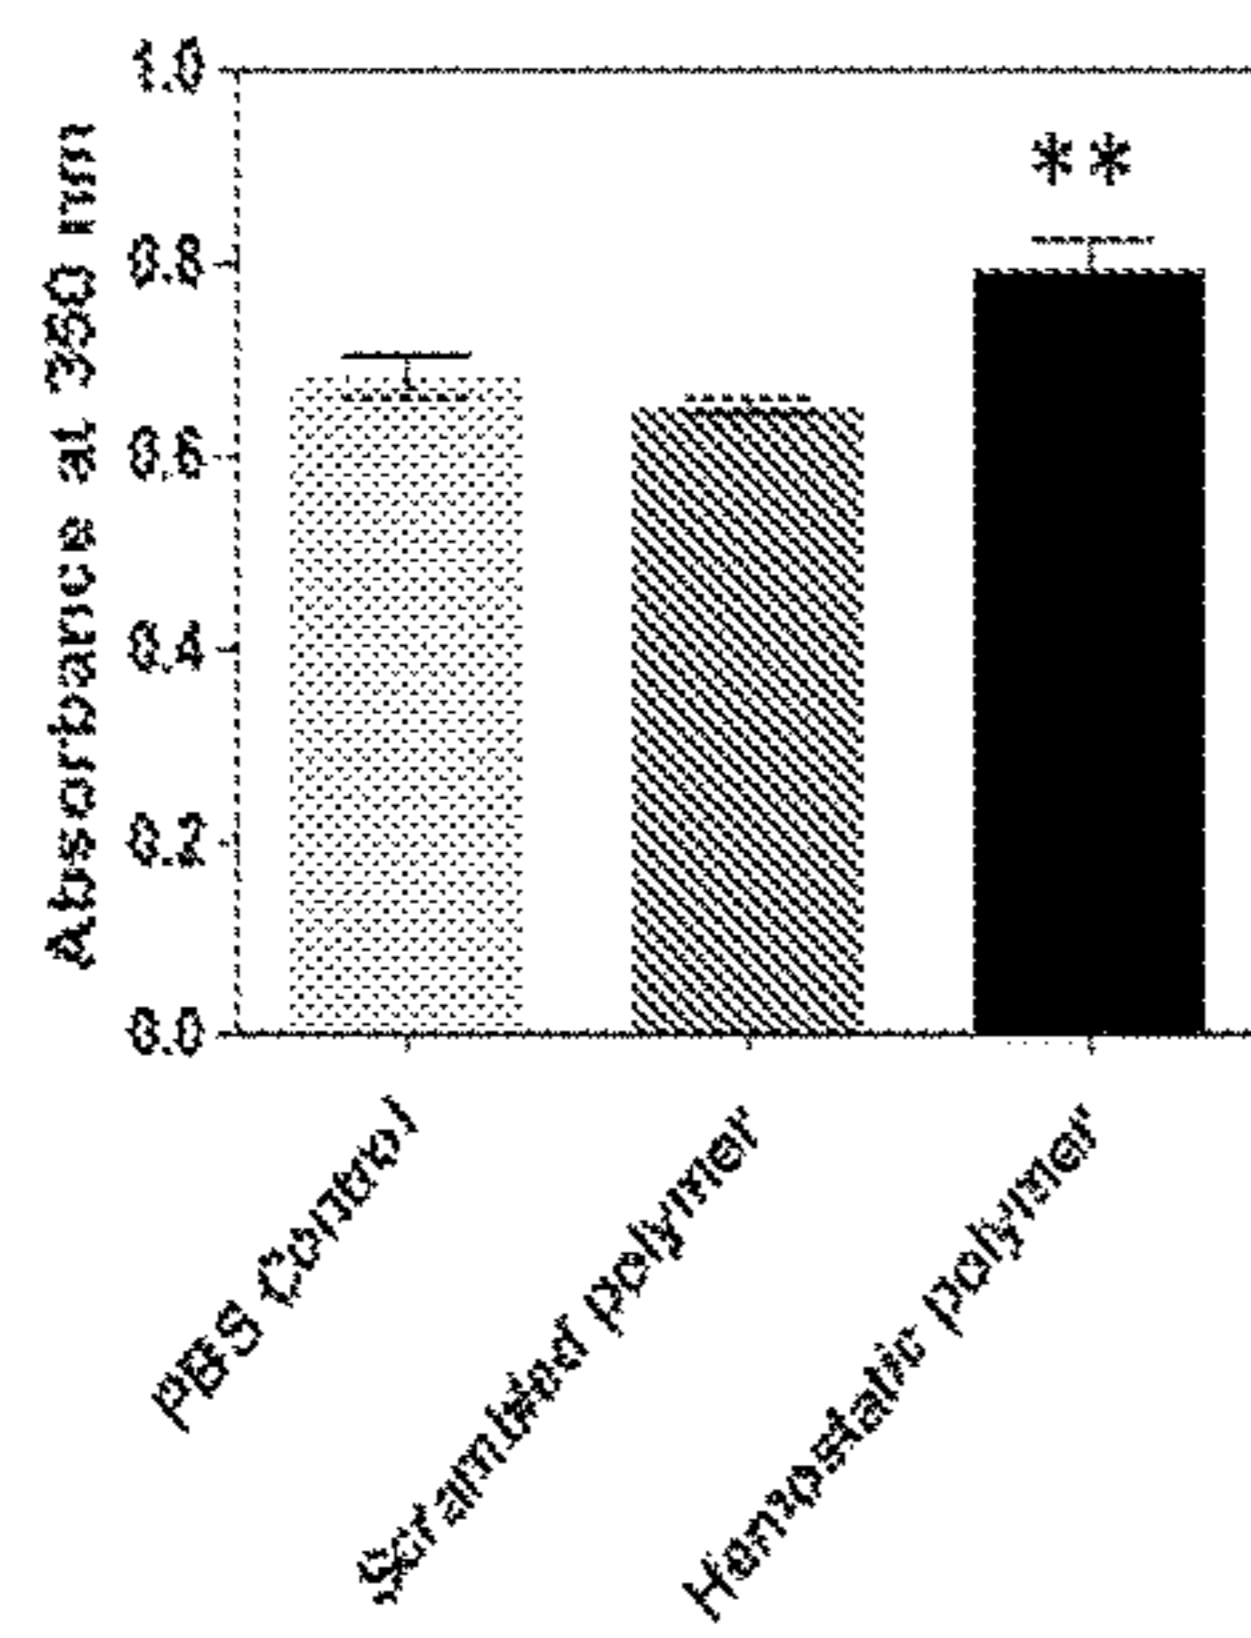 Absorbance at 350 nm
1.0
0.8
0.6
0.4
0.2
0.0
**
PBS Control
Scrambled polymer
Hemostatic polymer